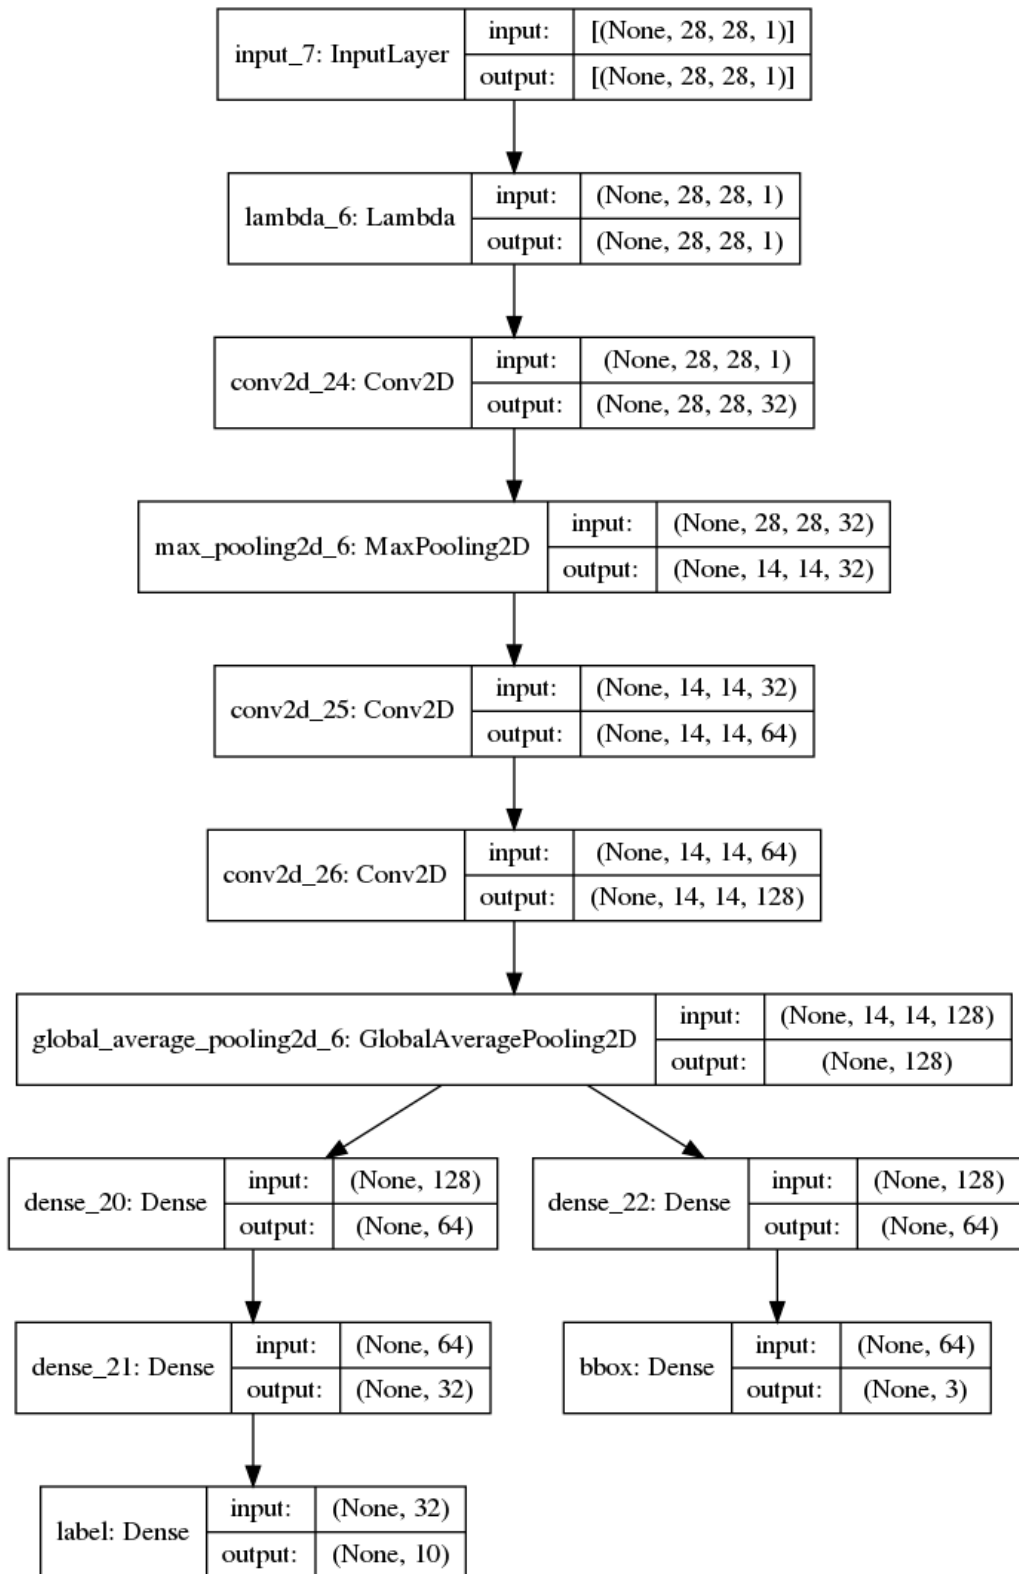 input_7: InputLayer
input: [(None, 28, 28, 1)]
output: [(None, 28, 28, 1)]
lambda_6: Lambda
input: (None, 28, 28, 1)
output: (None, 28, 28, 1)
conv2d_24: Conv2D
input: (None, 28, 28, 1)
output: (None, 28, 28, 32)
max_pooling2d_6: MaxPooling2D
input: (None, 28, 28, 32)
output: (None, 14, 14, 32)
conv2d_25: Conv2D
input: (None, 14, 14, 32)
output: (None, 14, 14, 64)
conv2d_26: Conv2D
input: (None, 14, 14, 64)
output: (None, 14, 14, 128)
global_average_pooling2d_6: GlobalAveragePooling2D
input: (None, 14, 14, 128)
output: (None, 128)
dense_20: Dense
input: (None, 128)
output: (None, 64)
dense_22: Dense
input: (None, 128)
output: (None, 64)
dense_21: Dense
input: (None, 64)
output: (None, 32)
bbox: Dense
input: (None, 64)
output: (None, 3)
label: Dense
input: (None, 32)
output: (None, 10)